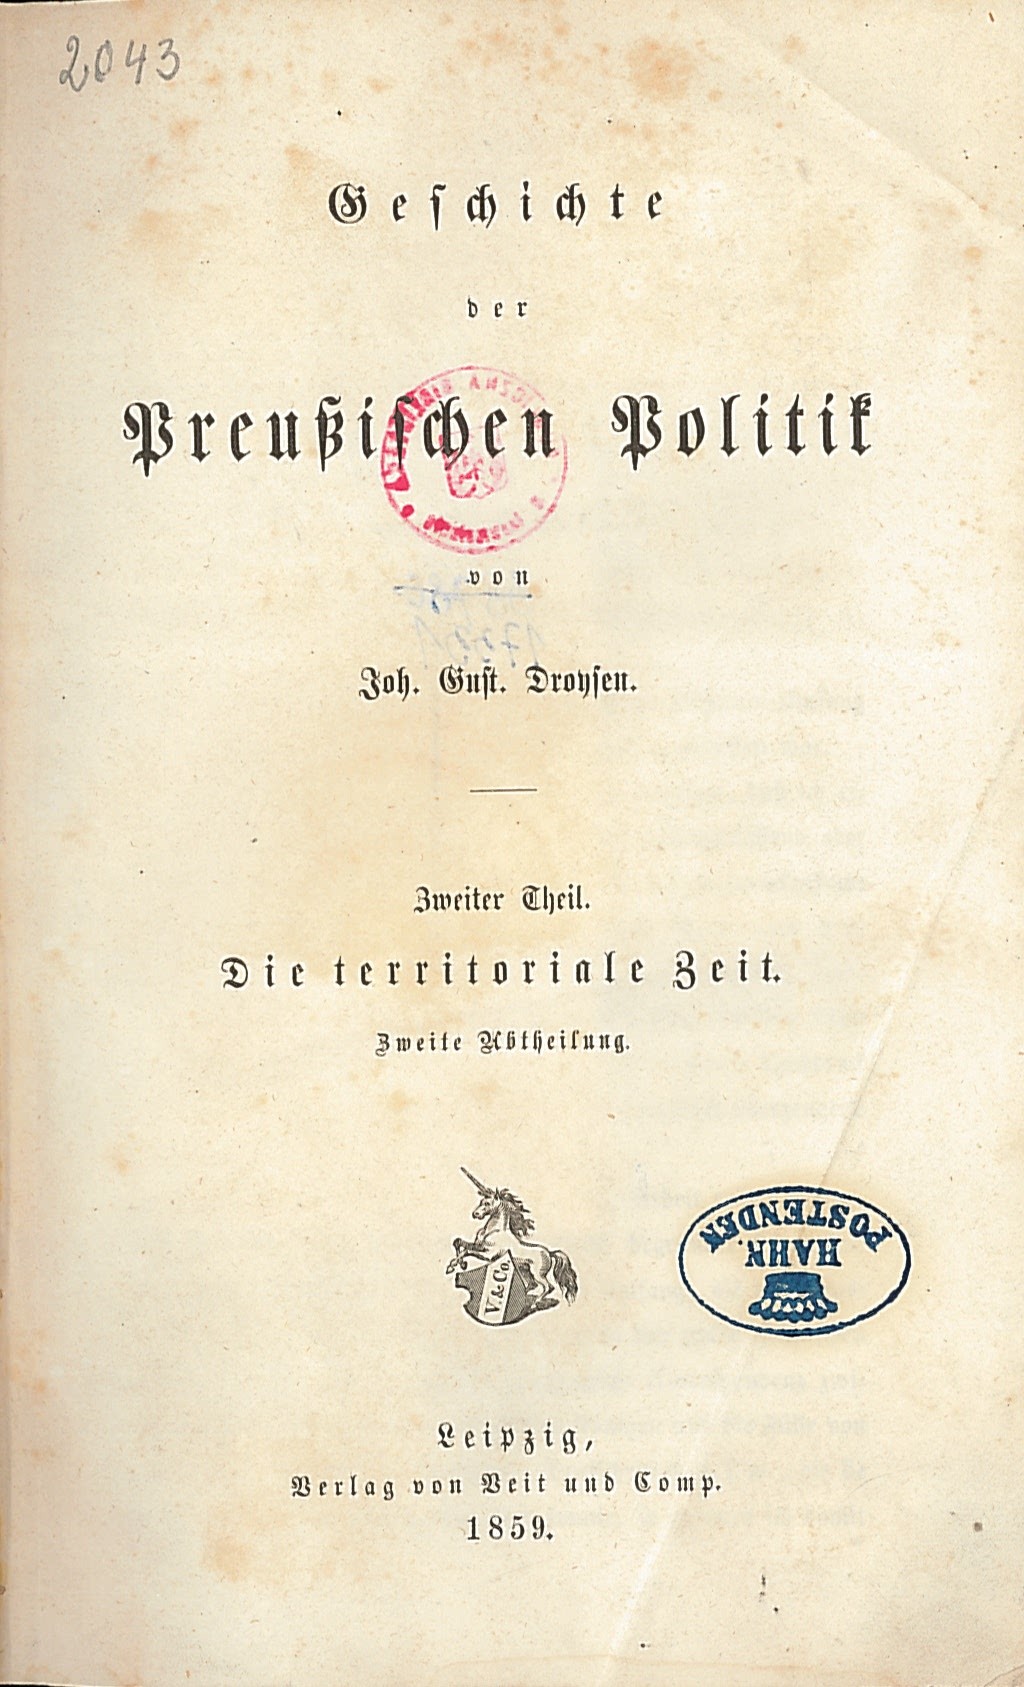 2043
Geschichte
der
Preußischen Politik
von
Joh. Gust. Droysen.
Zweiter Theil.
Die territoriale Zeit.
Zweite Abtheilung.
V. & Co.
POSTENDEN
HAHN.
Leipzig,
Verlag von Veit und Comp.
1859.